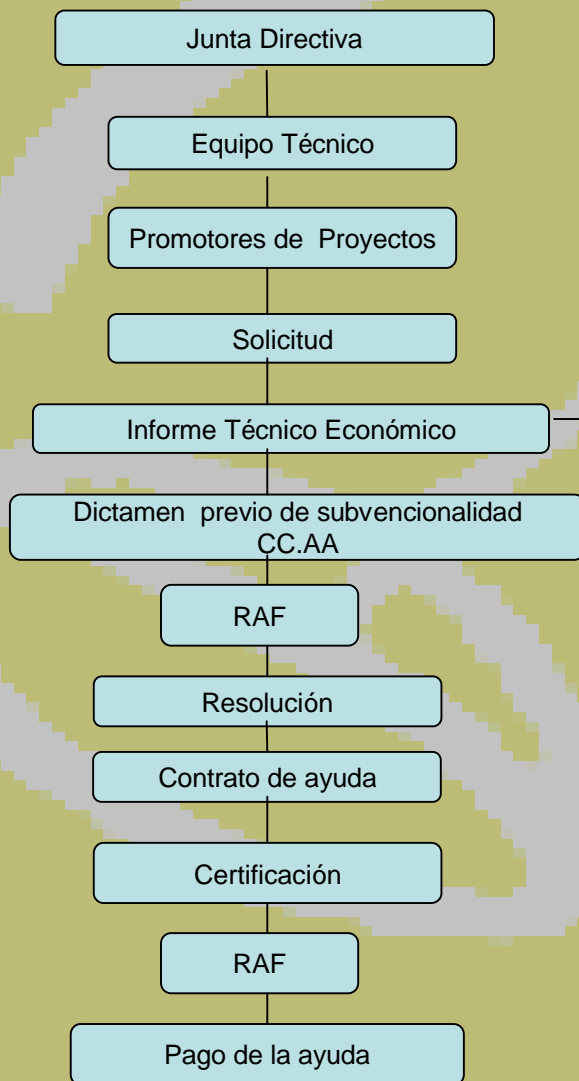 Junta Directiva
Equipo Técnico
Promotores de Proyectos
Solicitud
Informe Técnico Económico
Dictamen previo de subvencionalidad
CC.AA
RAF
Resolución
Contrato de ayuda
Certificación
RAF
Pago de la ayuda